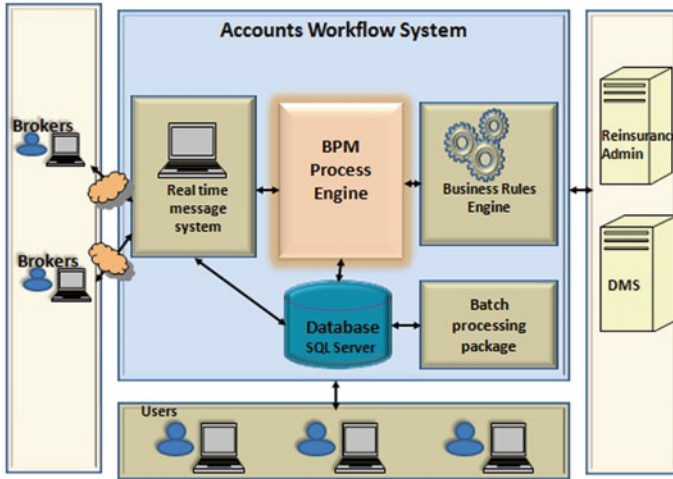 Accounts Workflow System
Brokers
Brokers
Real time
message
system
BPM
Process
Engine
Business Rules
Engine
Database
SQL Server
Batch
processing
package
Reinsurance
Admin
DMS
Users